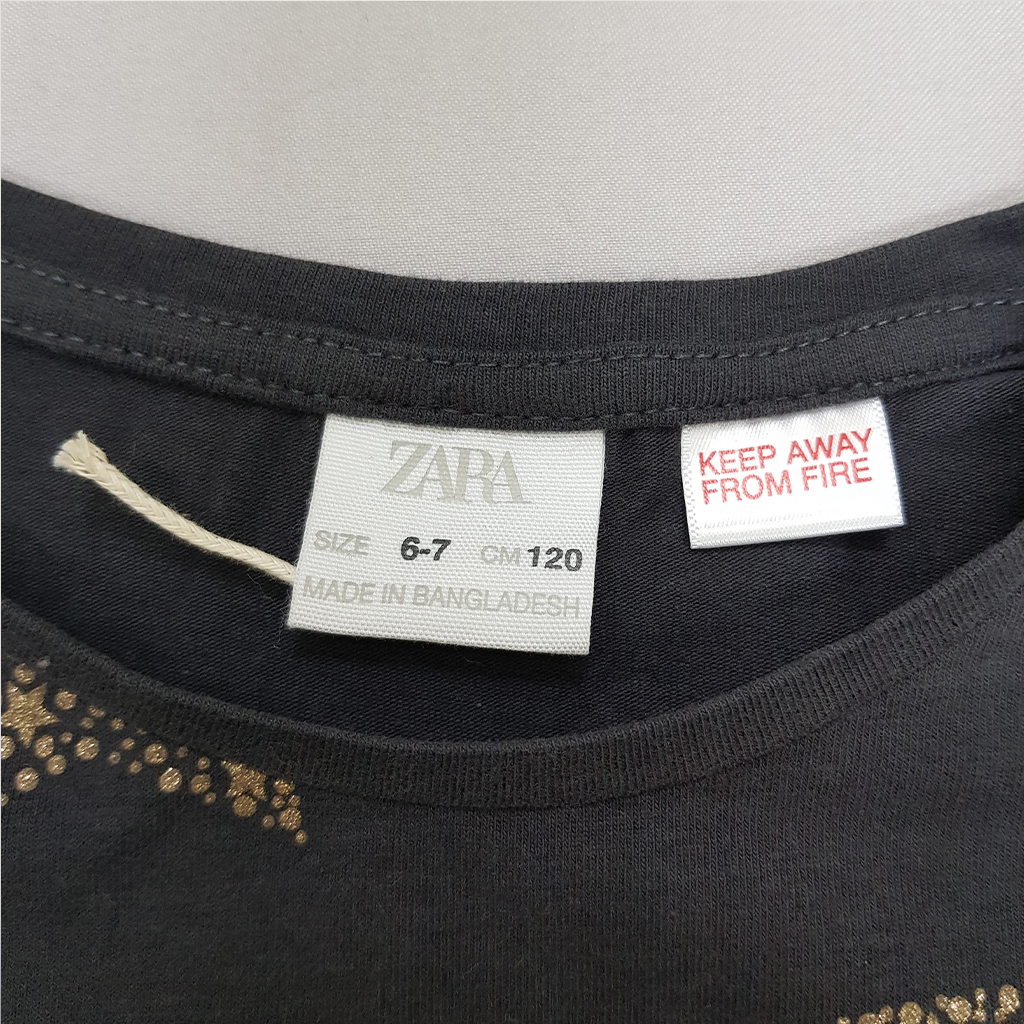 ZARA
SIZE 6-7 CM 120
MADE IN BANGLADESH
KEEP AWAY
FROM FIRE